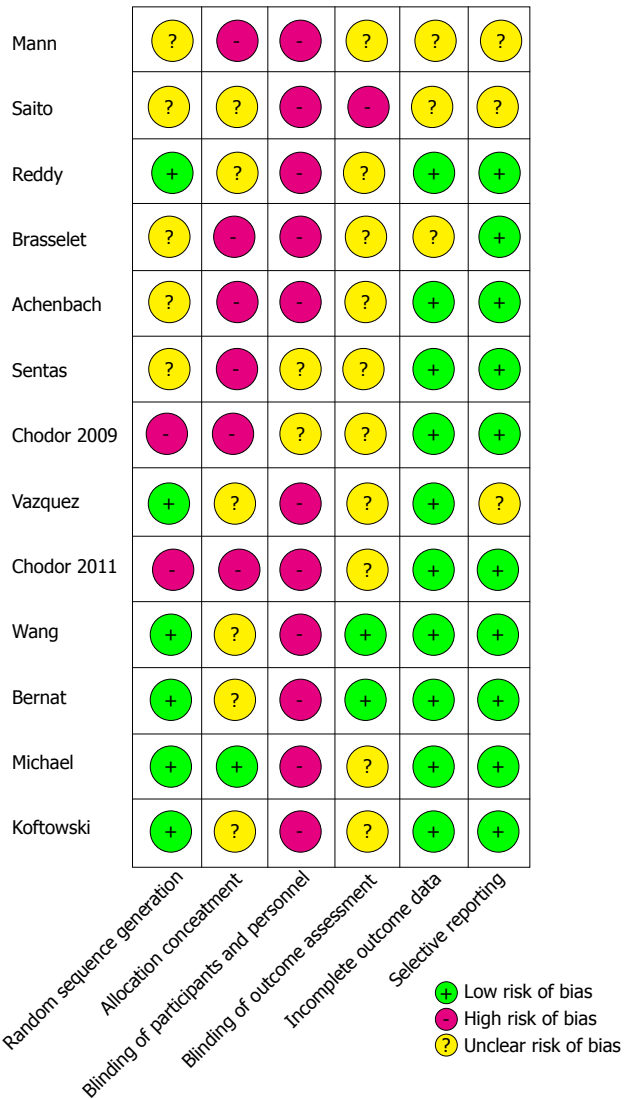 Mann ? - - ? ? ?
Saito ? ? - - ? ?
Reddy + ? - ? + +
Brasselet ? - - ? ? +
Achenbach ? - - ? + +
Sentas ? - ? ? + +
Chodor 2009 - - ? ? + +
Vazquez + ? - ? + ?
Chodor 2011 - - - ? + +
Wang + ? - + + +
Bernat + ? - + + +
Michael + + - ? + +
Koftowski + ? - ? + +
Random sequence generation
Allocation conceatment
Blinding of participants and personnel
Blinding of outcome assessment
Incomplete outcome data
Selective reporting
+ Low risk of bias
- High risk of bias
? Unclear risk of bias